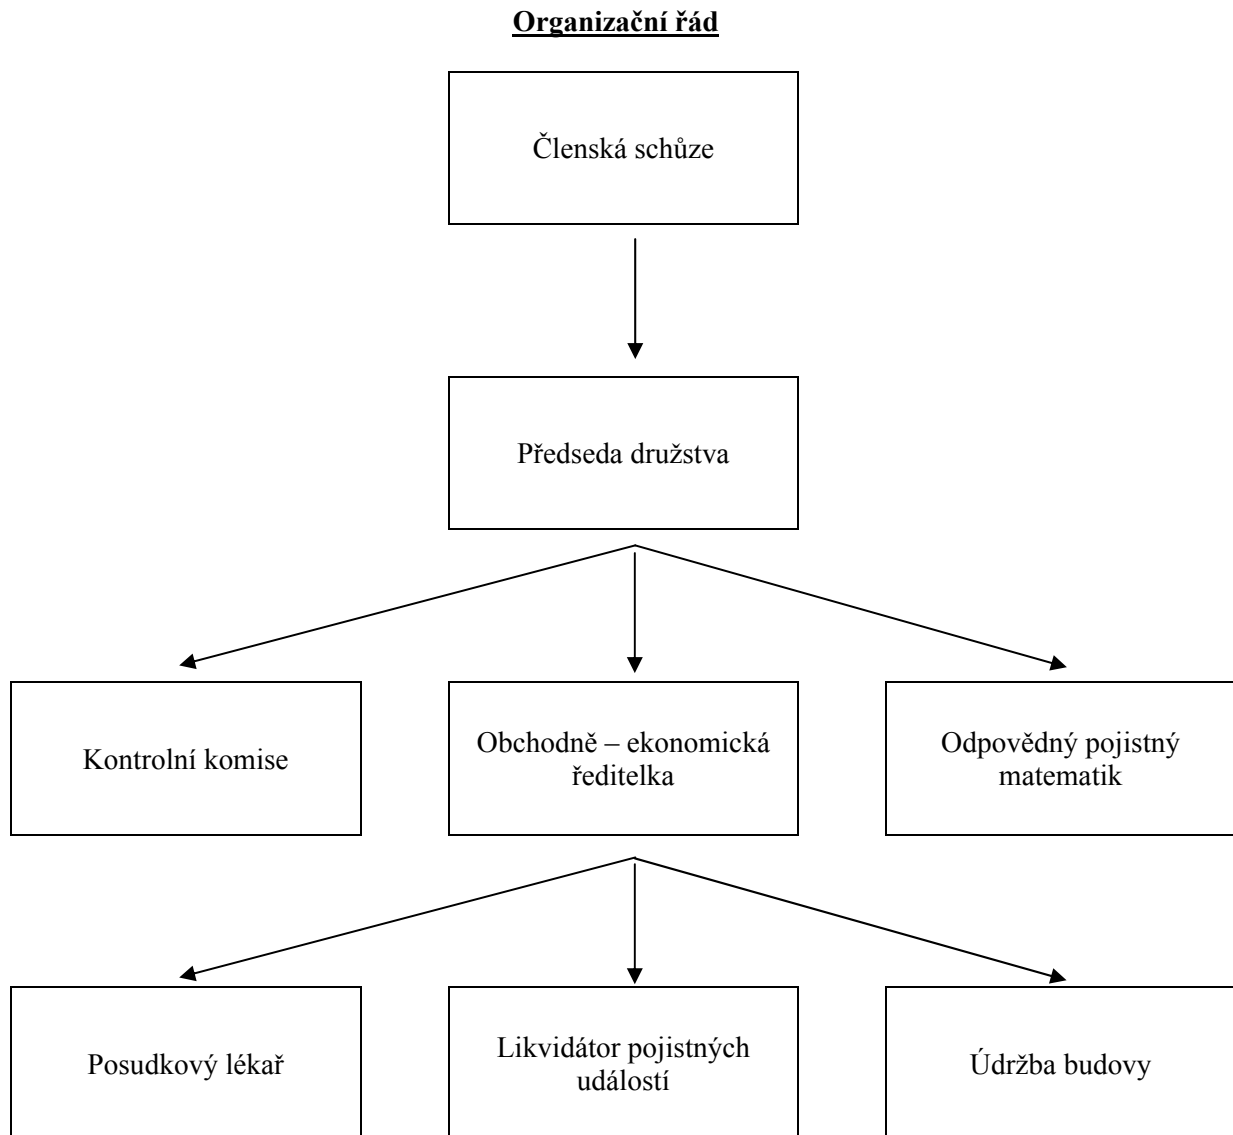 Organizační řád
Členská schůze
Předseda družstva
Kontrolní komise
Obchodně – ekonomická
ředitelka
Odpovědný pojistný
matematik
Posudkový lékař
Likvidátor pojistných
událostí
Údržba budovy